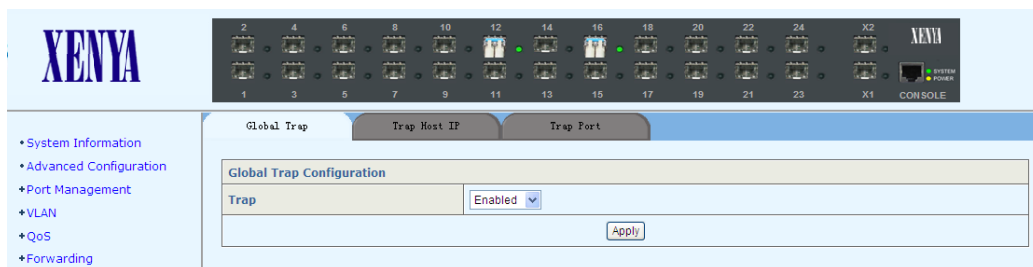 XENYA
2 4 6 8 10 12 14 16 18 20 22 24 X2
XENYA
SYSTEM
POWER
1 3 5 7 9 11 13 15 17 19 21 23 X1 CONSOLE
Global Trap
Trap Host IP
Trap Port
System Information
Advanced Configuration
Port Management
VLAN
QoS
Forwarding
Global Trap Configuration
Trap
Enabled
Apply